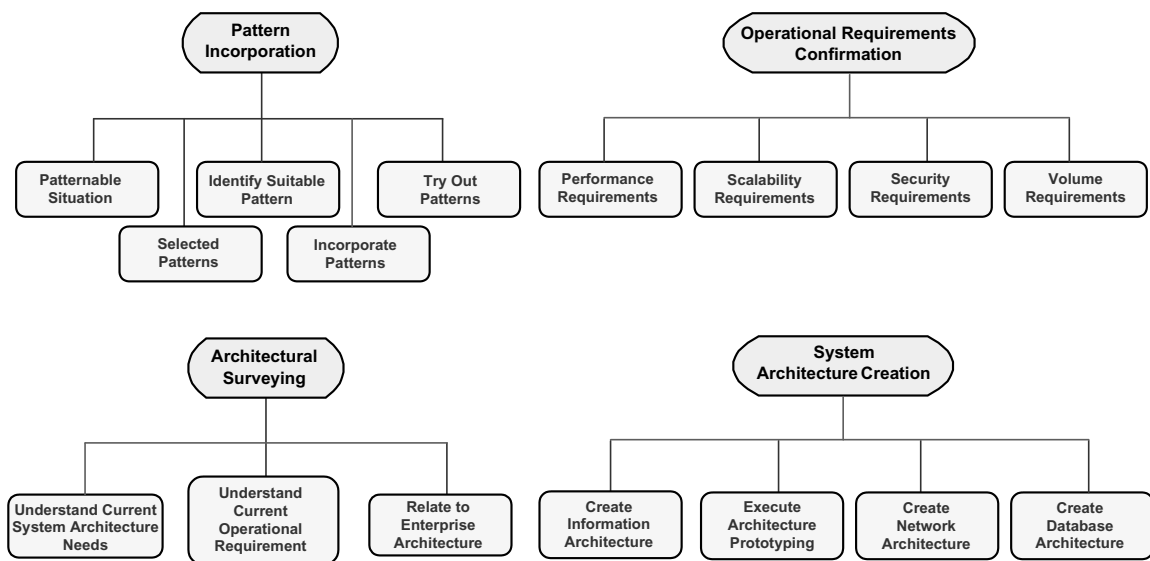 Pattern
Incorporation
Patternable
Situation
Selected
Patterns
Identify Suitable
Pattern
Incorporate
Patterns
Try Out
Patterns
Operational Requirements
Confirmation
Performance
Requirements
Scalability
Requirements
Security
Requirements
Volume
Requirements
Architectural
Surveying
Understand Current
System Architecture
Needs
Understand
Current
Operational
Requirement
Relate to
Enterprise
Architecture
System
Architecture Creation
Create
Information
Architecture
Execute
Architecture
Prototyping
Create
Network
Architecture
Create
Database
Architecture